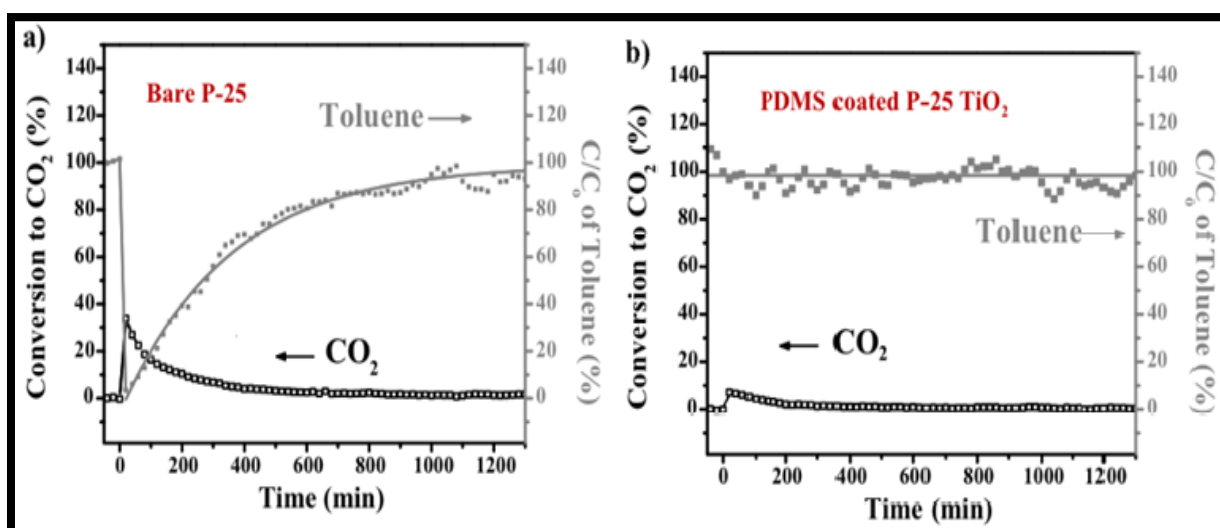 a)
Bare P-25
Toluene
CO₂
Conversion to CO₂ (%)
140
120
100
80
60
40
20
0
140
120
100
80
60
40
20
0
C/Cₒ of Toluene (%)
0 200 400 600 800 1000 1200
Time (min)
b)
PDMS coated P-25 TiO₂
Toluene
CO₂
Conversion to CO₂ (%)
140
120
100
80
60
40
20
0
140
120
100
80
60
40
20
0
C/Cₒ of Toluene (%)
0 200 400 600 800 1000 1200
Time (min)